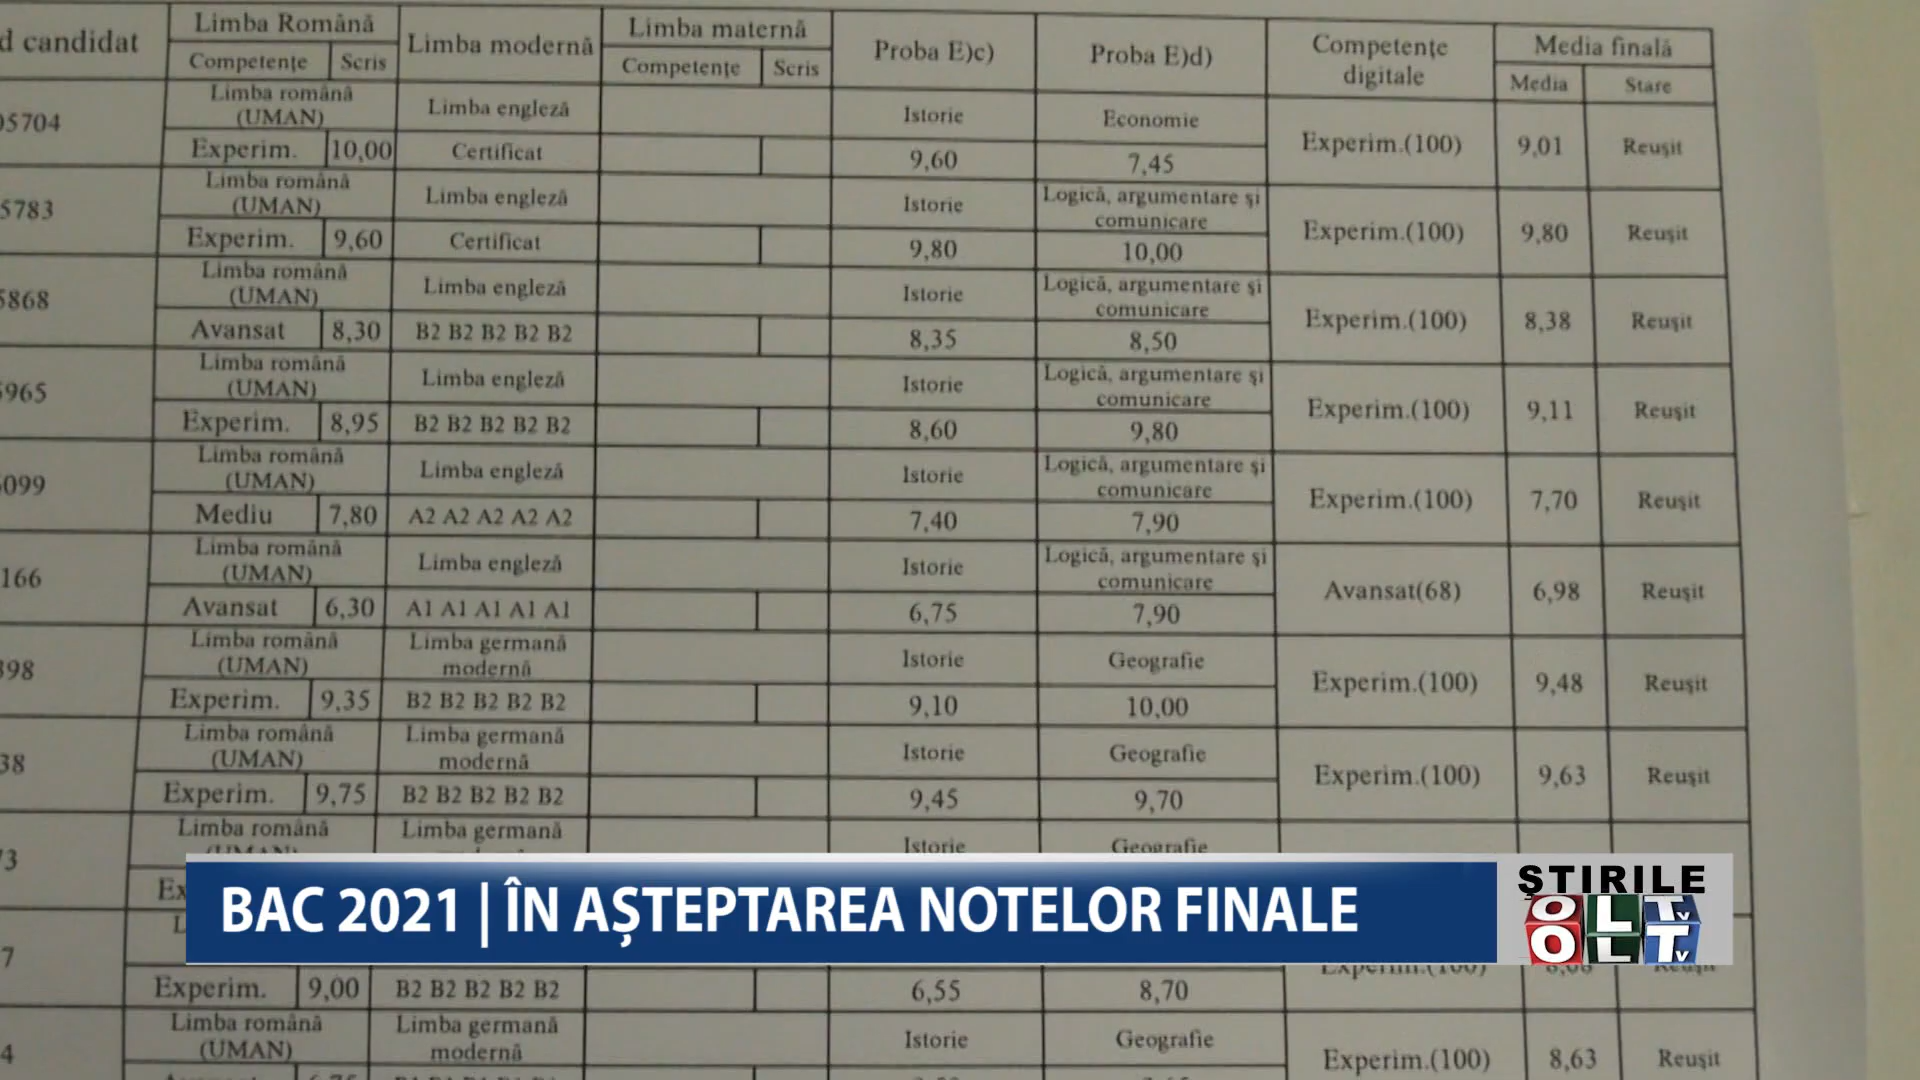 d candidat
Limba Română
Limba modernă
Limba maternă
Proba E)c)
Proba E)d)
Competențe digitale
Media finală
Competențe Scris
Competențe Scris
Media Stare
05704
Limba română (UMAN)
Limba engleză
Istorie
Economie
Experim.(100) 9,01 Reușit
Experim. 10,00 Certificat 9,60 7,45
5783
Limba română (UMAN)
Limba engleză
Istorie
Logică, argumentare și comunicare
Experim.(100) 9,80 Reușit
Experim. 9,60 Certificat 9,80 10,00
5868
Limba română (UMAN)
Limba engleză
Istorie
Logică, argumentare și comunicare
Experim.(100) 8,38 Reușit
Avansat 8,30 B2 B2 B2 B2 B2 8,35 8,50
5965
Limba română (UMAN)
Limba engleză
Istorie
Logică, argumentare și comunicare
Experim.(100) 9,11 Reușit
Experim. 8,95 B2 B2 B2 B2 B2 8,60 9,80
099
Limba română (UMAN)
Limba engleză
Istorie
Logică, argumentare și comunicare
Experim.(100) 7,70 Reușit
Mediu 7,80 A2 A2 A2 A2 A2 7,40 7,90
166
Limba română (UMAN)
Limba engleză
Istorie
Logică, argumentare și comunicare
Avansat(68) 6,98 Reușit
Avansat 6,30 A1 A1 A1 A1 A1 6,75 7,90
398
Limba română (UMAN)
Limba germană modernă
Istorie
Geografie
Experim.(100) 9,48 Reușit
Experim. 9,35 B2 B2 B2 B2 B2 9,10 10,00
38
Limba română (UMAN)
Limba germană modernă
Istorie
Geografie
Experim.(100) 9,63 Reușit
Experim. 9,75 B2 B2 B2 B2 B2 9,45 9,70
73
Limba română
Limba germană
Istorie
Geografie
BAC 2021 | ÎN AȘTEPTAREA NOTELOR FINALE
ȘTIRILE
OLTTv
OLTTv
7
Experim. 9,00 B2 B2 B2 B2 B2 6,55 8,70
4
Limba română (UMAN)
Limba germană modernă
Istorie
Geografie
Experim.(100) 8,63 Reușit